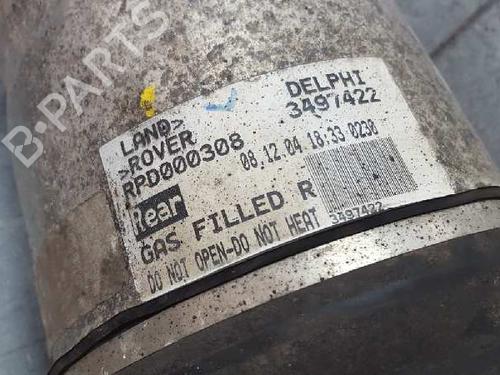 B-PARTS
LAND>
>ROVER
DELPHI
3497422
RPD000308
08.12.04 18:33 0230
Rear
GAS FILLED R
DO NOT OPEN-DO NOT HEAT
3497422